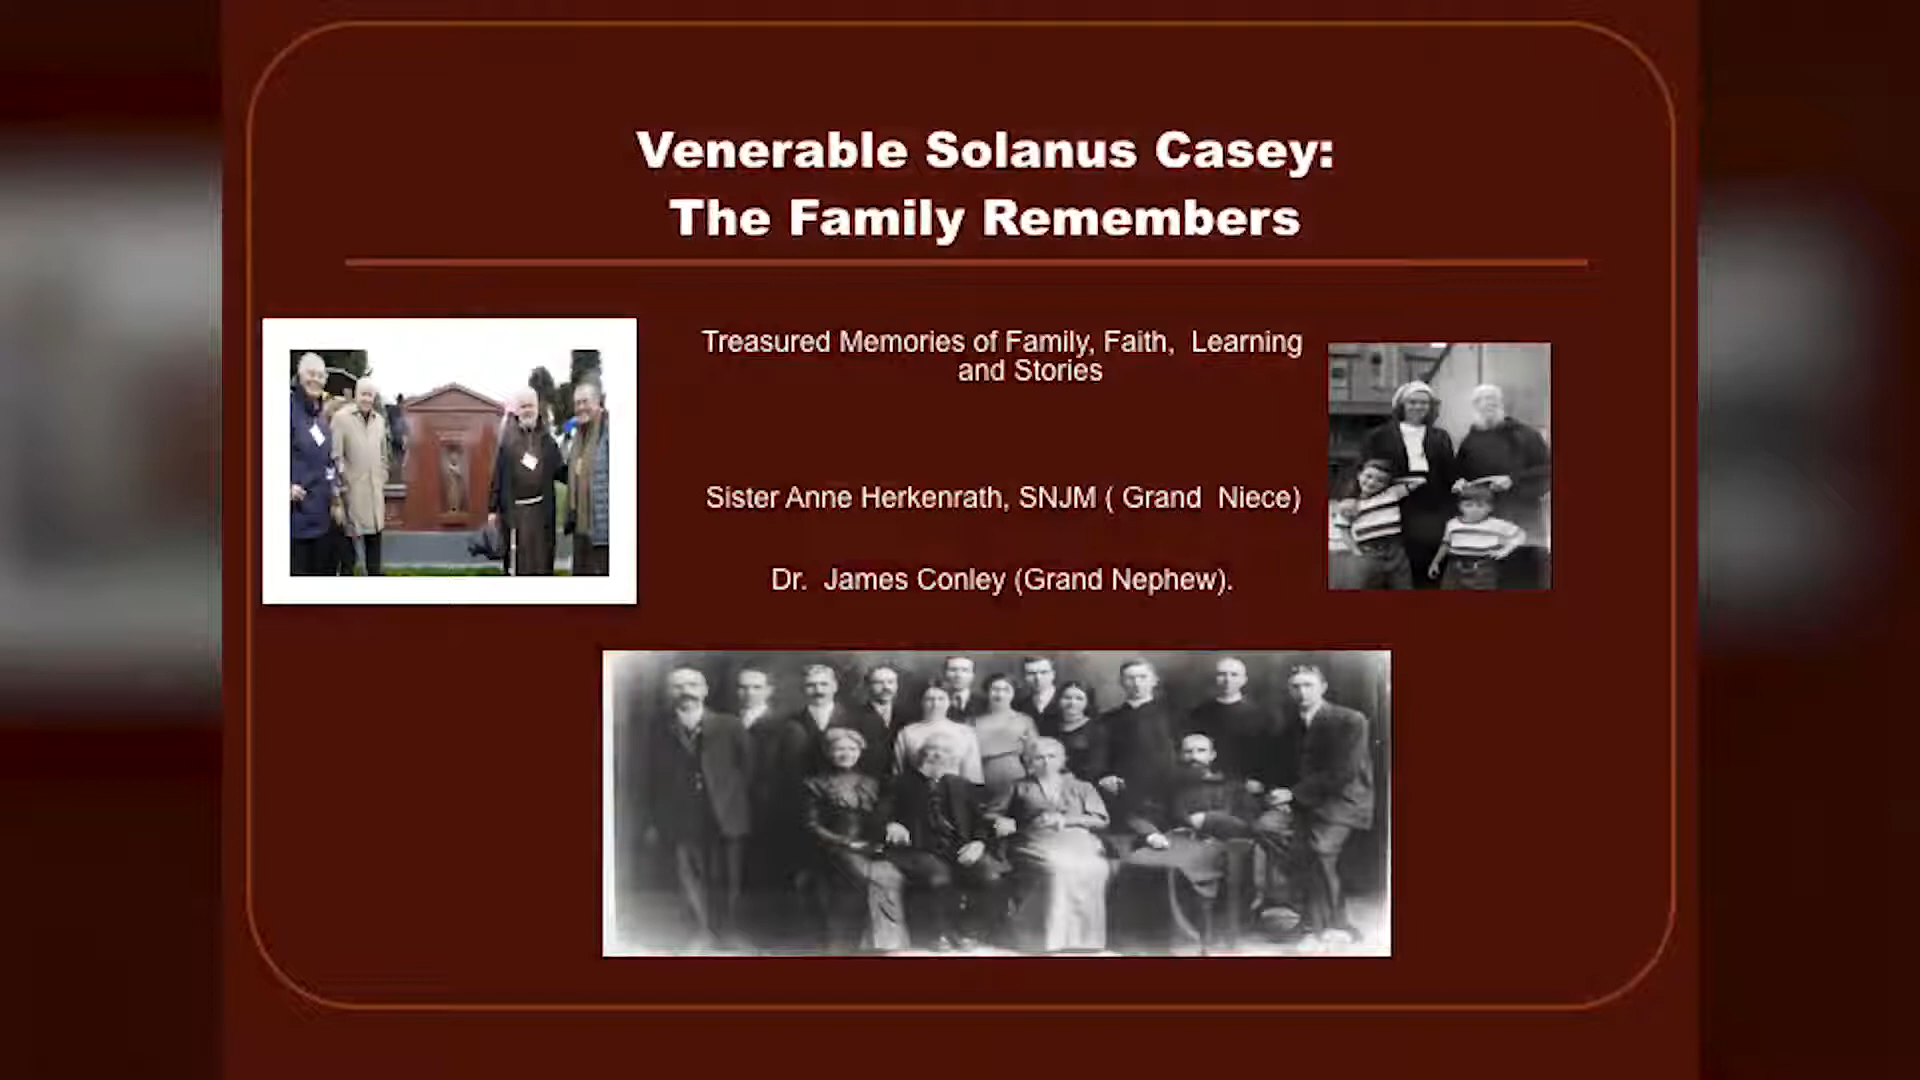 Venerable Solanus Casey:
The Family Remembers
Treasured Memories of Family, Faith, Learning
and Stories
Sister Anne Herkenrath, SNJM ( Grand Niece)
Dr. James Conley (Grand Nephew).